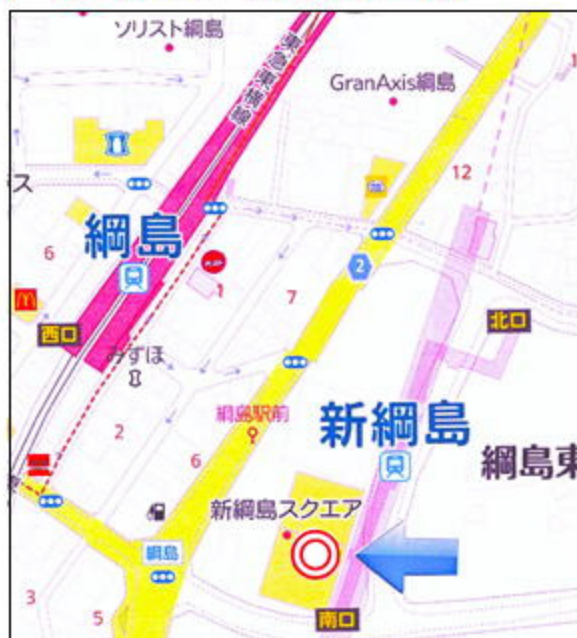 ソリスト綱島
東急東横線
GranAxis綱島
1
12
ス
綱島
6
1
7
2
西口
北口
みずほ
2
綱島駅前
新綱島
6
綱島東
新綱島スクエア
綱島
3
5
南口